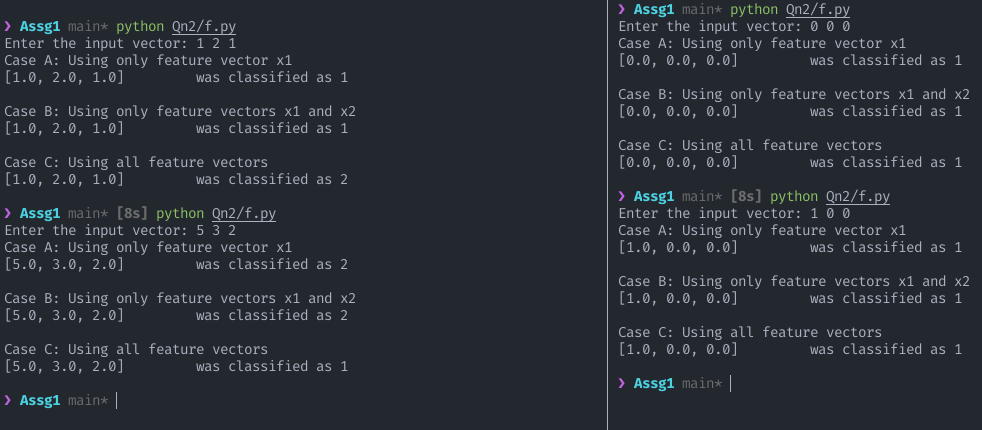 ❯ Assg1 main* python Qn2/f.py
Enter the input vector: 1 2 1
Case A: Using only feature vector x1
[1.0, 2.0, 1.0]         was classified as 1
Case B: Using only feature vectors x1 and x2
[1.0, 2.0, 1.0]         was classified as 1
Case C: Using all feature vectors
[1.0, 2.0, 1.0]         was classified as 2
❯ Assg1 main* [8s] python Qn2/f.py
Enter the input vector: 5 3 2
Case A: Using only feature vector x1
[5.0, 3.0, 2.0]         was classified as 2
Case B: Using only feature vectors x1 and x2
[5.0, 3.0, 2.0]         was classified as 2
Case C: Using all feature vectors
[5.0, 3.0, 2.0]         was classified as 1
❯ Assg1 main*
❯ Assg1 main* python Qn2/f.py
Enter the input vector: 0 0 0
Case A: Using only feature vector x1
[0.0, 0.0, 0.0]         was classified as 1
Case B: Using only feature vectors x1 and x2
[0.0, 0.0, 0.0]         was classified as 1
Case C: Using all feature vectors
[0.0, 0.0, 0.0]         was classified as 1
❯ Assg1 main* [8s] python Qn2/f.py
Enter the input vector: 1 0 0
Case A: Using only feature vector x1
[1.0, 0.0, 0.0]         was classified as 1
Case B: Using only feature vectors x1 and x2
[1.0, 0.0, 0.0]         was classified as 1
Case C: Using all feature vectors
[1.0, 0.0, 0.0]         was classified as 1
❯ Assg1 main*